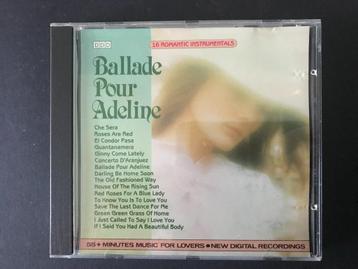 DDD
16 ROMANTIC INSTRUMENTALS
Ballade
Pour
Adeline
Che Sera
Roses Are Red
El Condor Pasa
Guantanamera
Ginny Come Lately
Concerto D'Aranjuez
Ballade Pour Adeline
Darling Be Home Soon
The Old Fashioned Way
House Of The Rising Sun
Red Roses For A Blue Lady
To Know You Is To Love You
Save The Last Dance For Me
Green Green Grass Of Home
I Just Called To Say I Love You
If I Said You Had A Beautiful Body
55+ MINUTES MUSIC FOR LOVERS • NEW DIGITAL RECORDINGS